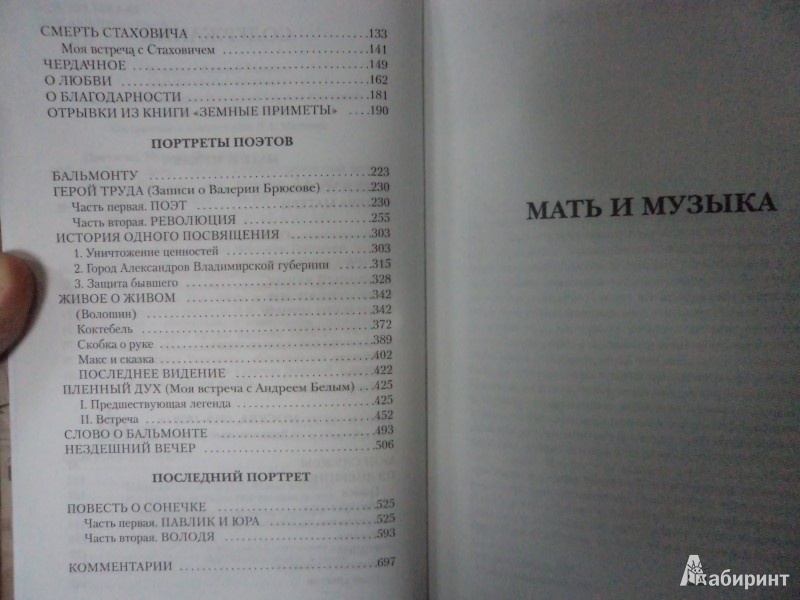 СМЕРТЬ СТАХОВИЧА ....................133
Моя встреча с Стаховичем ....................141
ЧЕРДАЧНОЕ ....................149
О ЛЮБВИ ....................162
О БЛАГОДАРНОСТИ ....................181
ОТРЫВКИ ИЗ КНИГИ «ЗЕМНЫЕ ПРИМЕТЫ» ....190
ПОРТРЕТЫ ПОЭТОВ
БАЛЬМОНТУ ....................223
ГЕРОЙ ТРУДА (Записи о Валерии Брюсове) ..........230
Часть первая. ПОЭТ ....................230
Часть вторая. РЕВОЛЮЦИЯ ....................255
ИСТОРИЯ ОДНОГО ПОСВЯЩЕНИЯ ..............303
1. Уничтожение ценностей ....................303
2. Город Александров Владимирской губернии ......315
3. Защита бывшего ....................328
ЖИВОЕ О ЖИВОМ ....................342
(Волошин) ....................342
Коктебель ....................372
Скобка о руке ....................389
Макс и сказка ....................402
ПОСЛЕДНЕЕ ВИДЕНИЕ ....................422
ПЛЕННЫЙ ДУХ (Моя встреча с Андреем Белым) ...425
I. Предшествующая легенда ....................425
II. Встреча ....................452
СЛОВО О БАЛЬМОНТЕ ....................493
НЕЗДЕШНИЙ ВЕЧЕР ....................506
ПОСЛЕДНИЙ ПОРТРЕТ
ПОВЕСТЬ О СОНЕЧКЕ ....................525
Часть первая. ПАВЛИК И ЮРА ................525
Часть вторая. ВОЛОДЯ ....................593
КОММЕНТАРИИ ....................697
МАТЬ И МУЗЫКА
Лабиринт